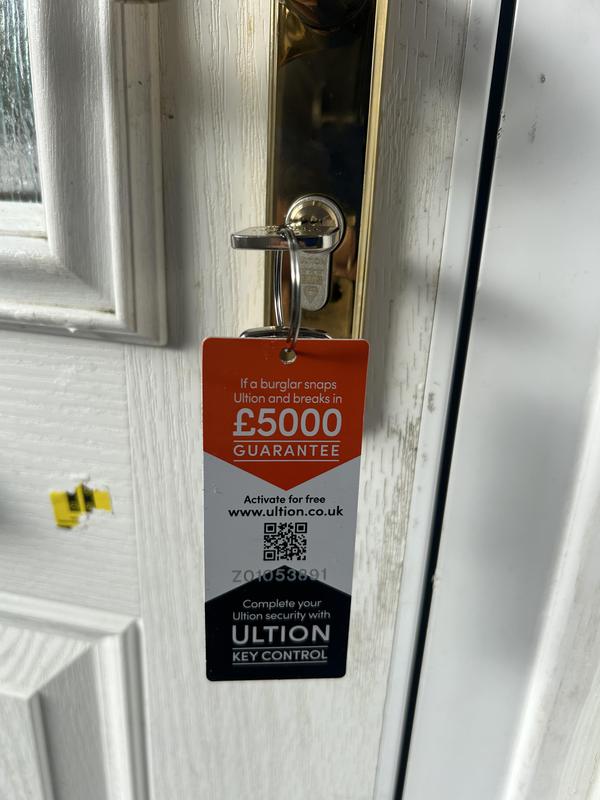 If a burglar snaps
Ultion and breaks in
£5000
GUARANTEE
Activate for free
www.ultion.co.uk
ZO1053891
Complete your
Ultion security with
ULTION
KEY CONTROL